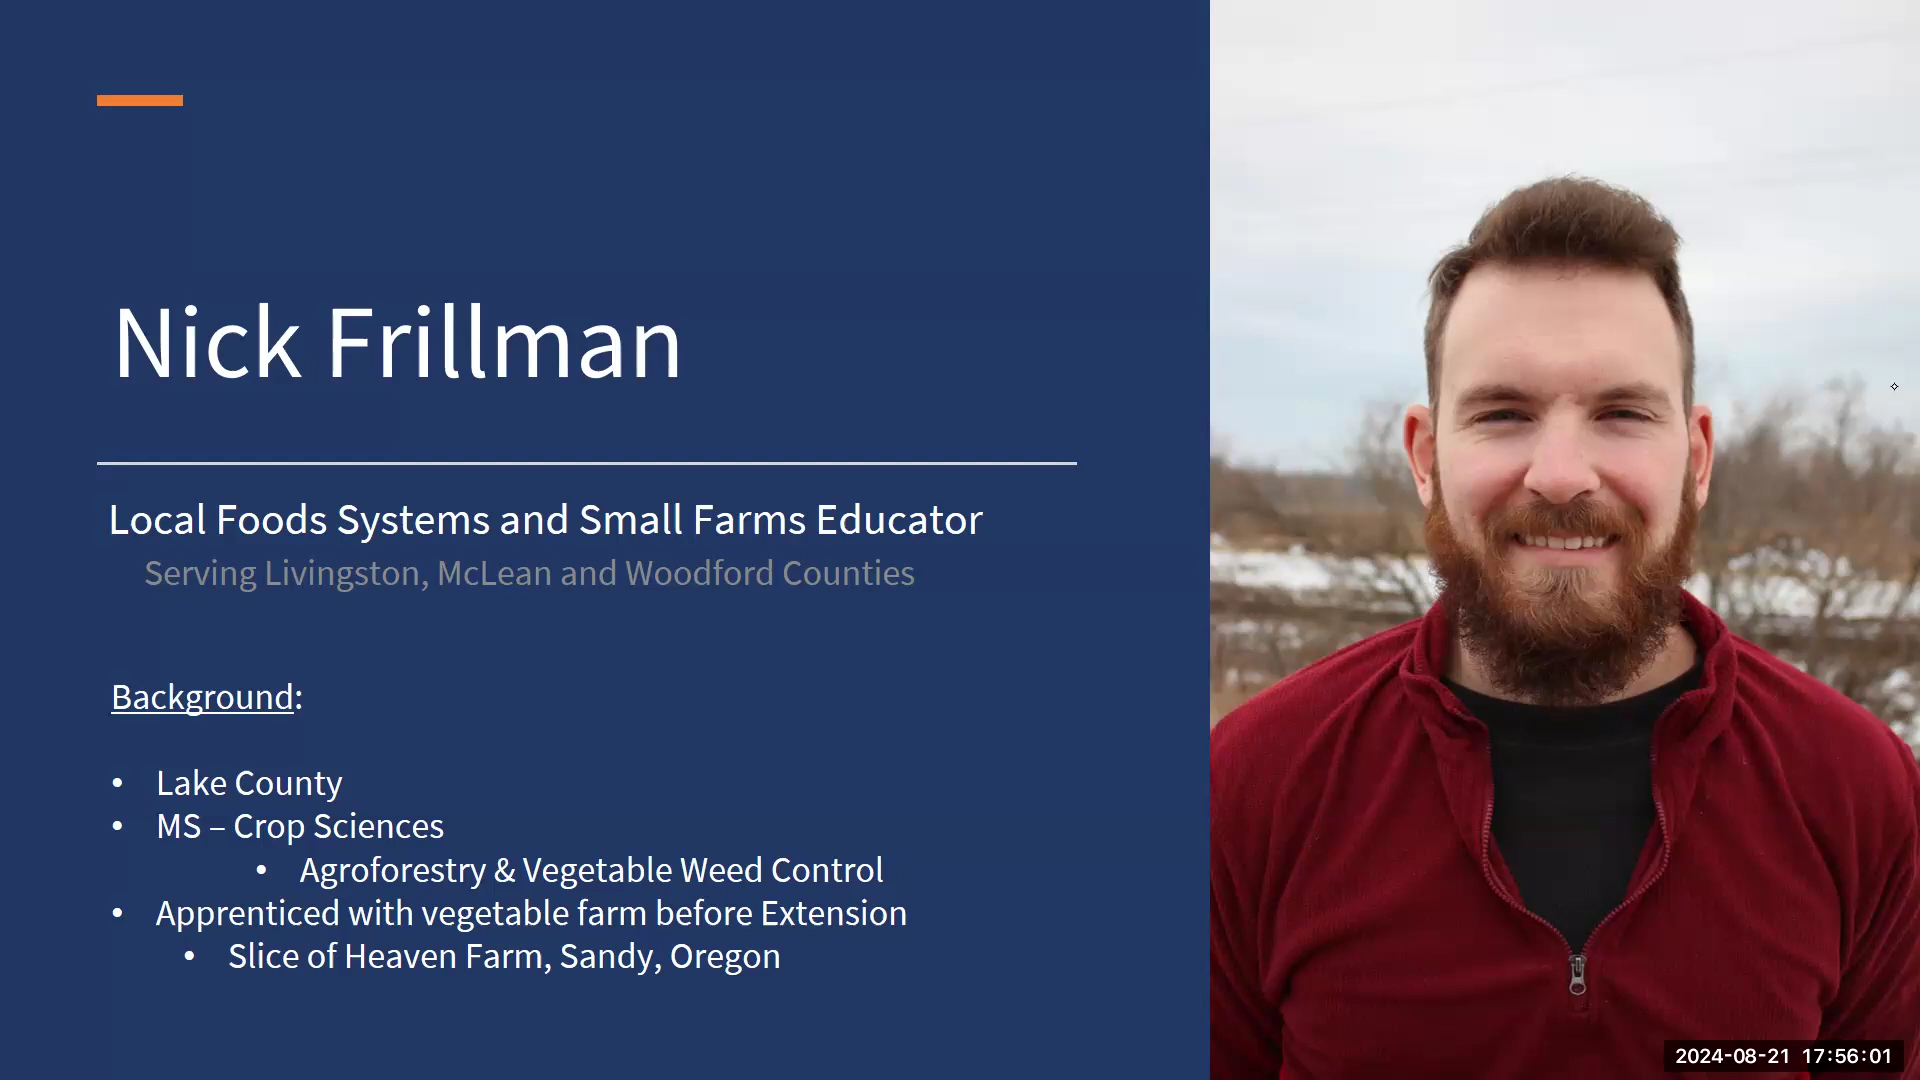 Nick Frillman
Local Foods Systems and Small Farms Educator
Serving Livingston, McLean and Woodford Counties
Background:
• Lake County
• MS – Crop Sciences
• Agroforestry & Vegetable Weed Control
• Apprenticed with vegetable farm before Extension
• Slice of Heaven Farm, Sandy, Oregon
2024-08-21 17:56:01